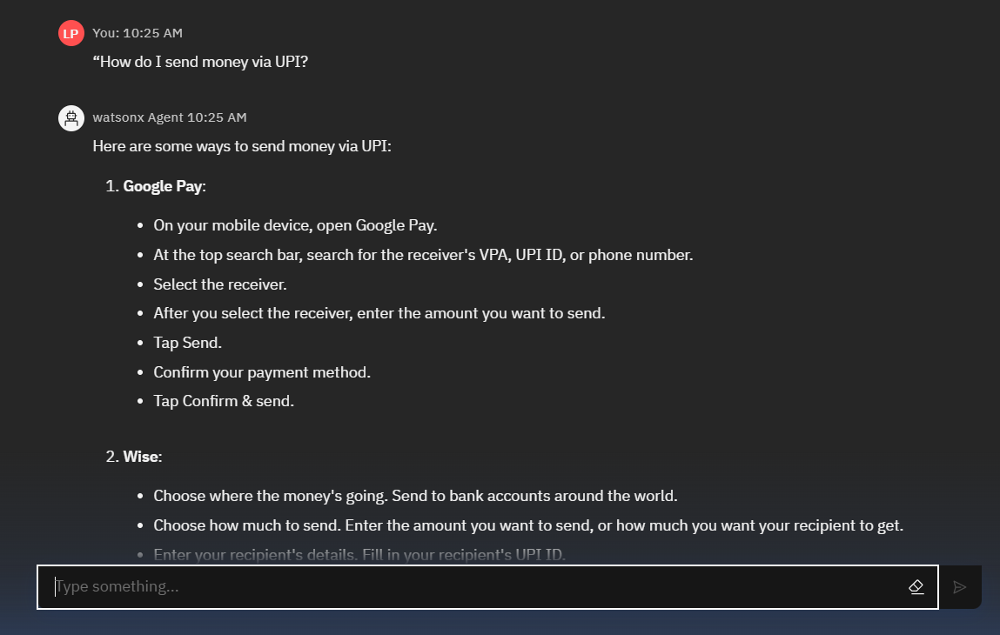 LP You: 10:25 AM
“How do I send money via UPI?
watsonx Agent 10:25 AM
Here are some ways to send money via UPI:
1. Google Pay:
• On your mobile device, open Google Pay.
• At the top search bar, search for the receiver's VPA, UPI ID, or phone number.
• Select the receiver.
• After you select the receiver, enter the amount you want to send.
• Tap Send.
• Confirm your payment method.
• Tap Confirm & send.
2. Wise:
• Choose where the money's going. Send to bank accounts around the world.
• Choose how much to send. Enter the amount you want to send, or how much you want your recipient to get.
• Enter your recipient's details. Fill in your recipient's UPI ID.
Type something...